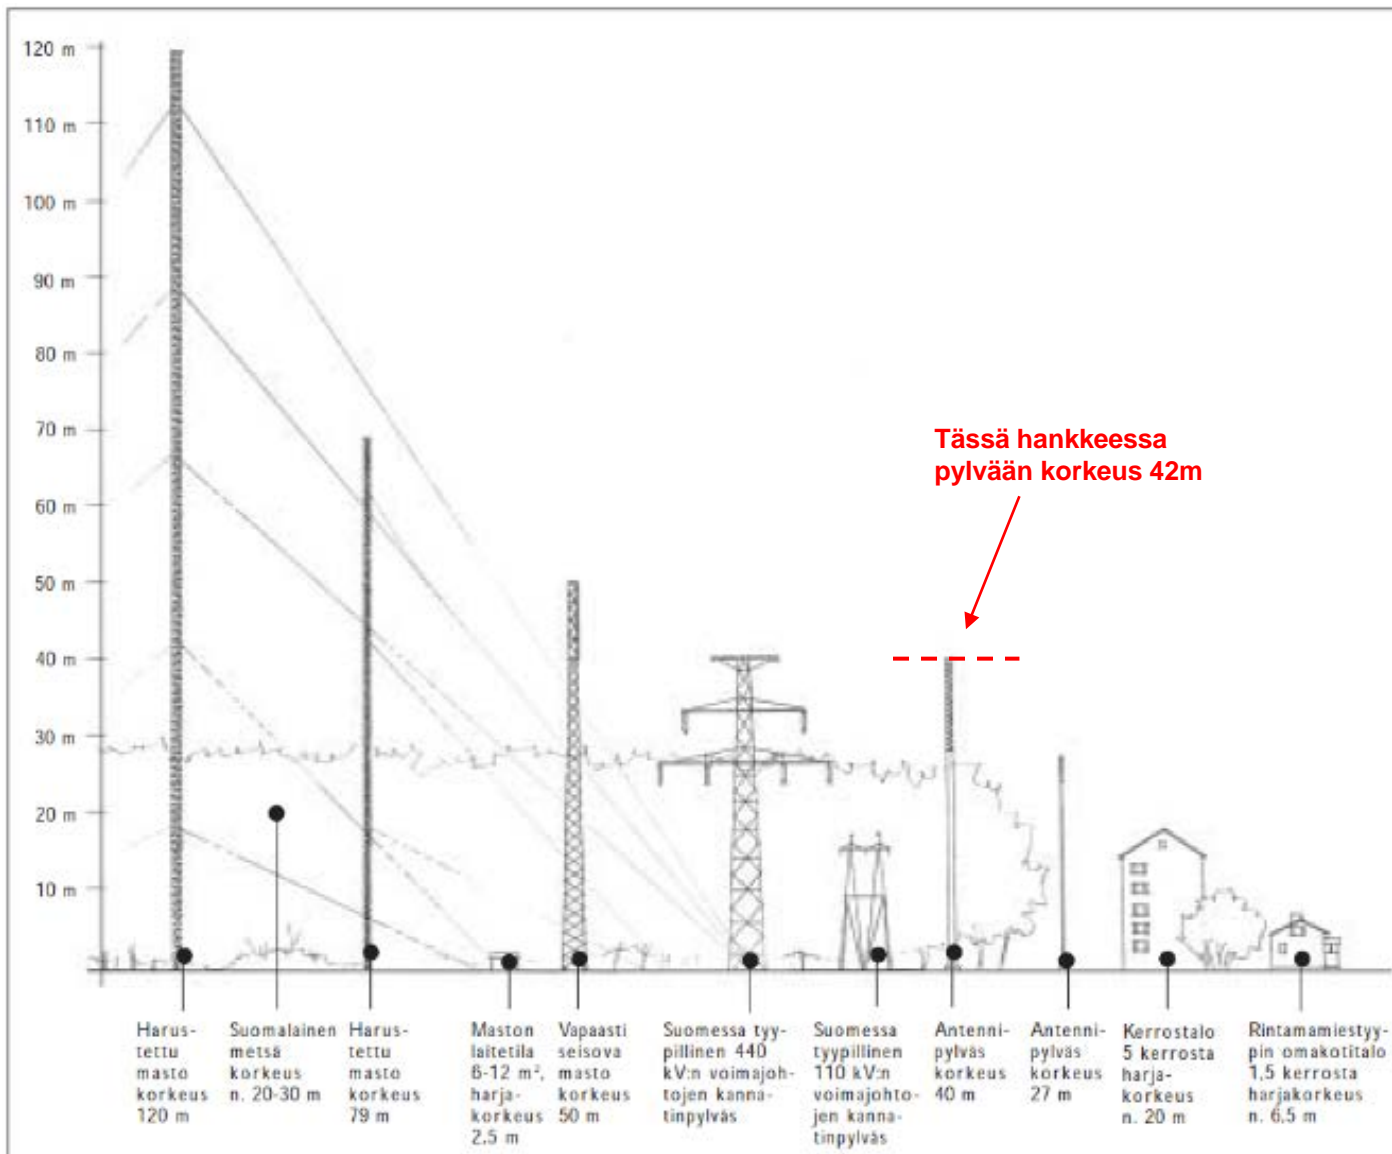 120 m
110 m
100 m
90 m
80 m
70 m
60 m
50 m
40 m
30 m
20 m
10 m
Tässä hankkeessa
pylvään korkeus 42m
Harus-
tettu
masto
korkeus
120 m
Suomalainen
metsä
korkeus
n. 20-30 m
Harus-
tettu
masto
korkeus
79 m
Maston
laitetila
6-12 m²,
harja-
korkeus
2,5 m
Vapaasti
seisova
masto
korkeus
50 m
Suomessa tyy-
pillinen 440
kV:n voimajoh-
tojen kanna-
tinpylväs
Suomessa
tyypillinen
110 kV:n
voimajohto-
jen kanna-
tinpylväs
Antenni-
pylväs
korkeus
40 m
Antenni-
pylväs
korkeus
27 m
Kerrostalo
5 kerrosta
harja-
korkeus
n. 20 m
Rintamamiestyy-
pin omakotitalo
1,5 kerrosta
harjakorkeus
n. 6,5 m